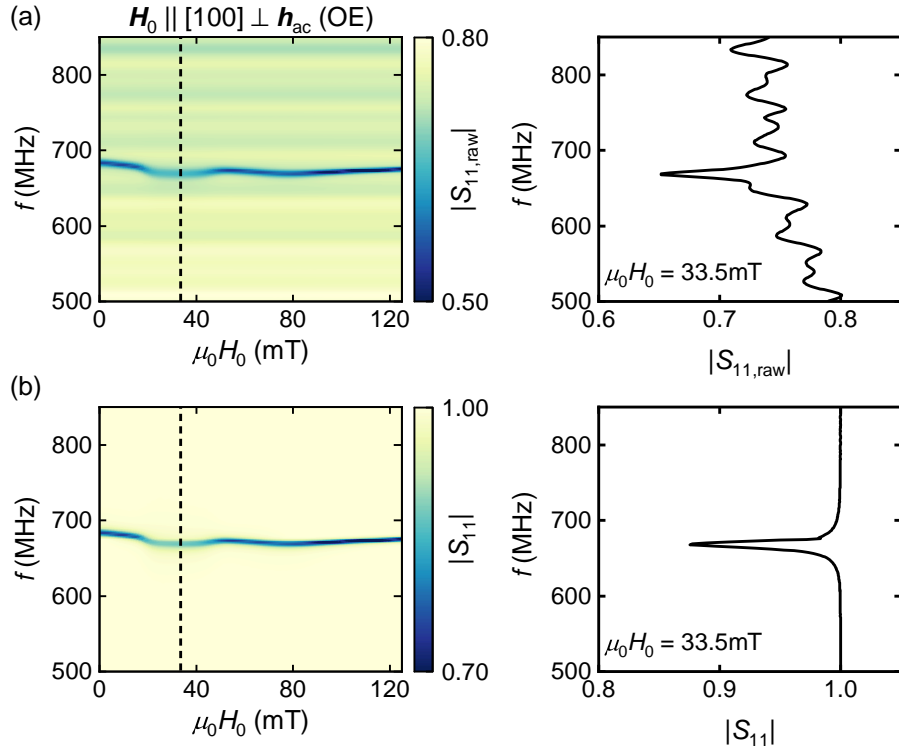 (a)
H₀ || [100] ⊥ hac (OE)
800
700
600
500
f (MHz)
0
40
80
120
μ₀H₀ (mT)
0.80
|S11,raw|
0.50
800
700
600
500
f (MHz)
μ₀H₀ = 33.5mT
0.6
0.7
0.8
|S11,raw|
(b)
800
700
600
500
f (MHz)
0
40
80
120
μ₀H₀ (mT)
1.00
|S11|
0.70
800
700
600
500
f (MHz)
μ₀H₀ = 33.5mT
0.8
0.9
1.0
|S11|